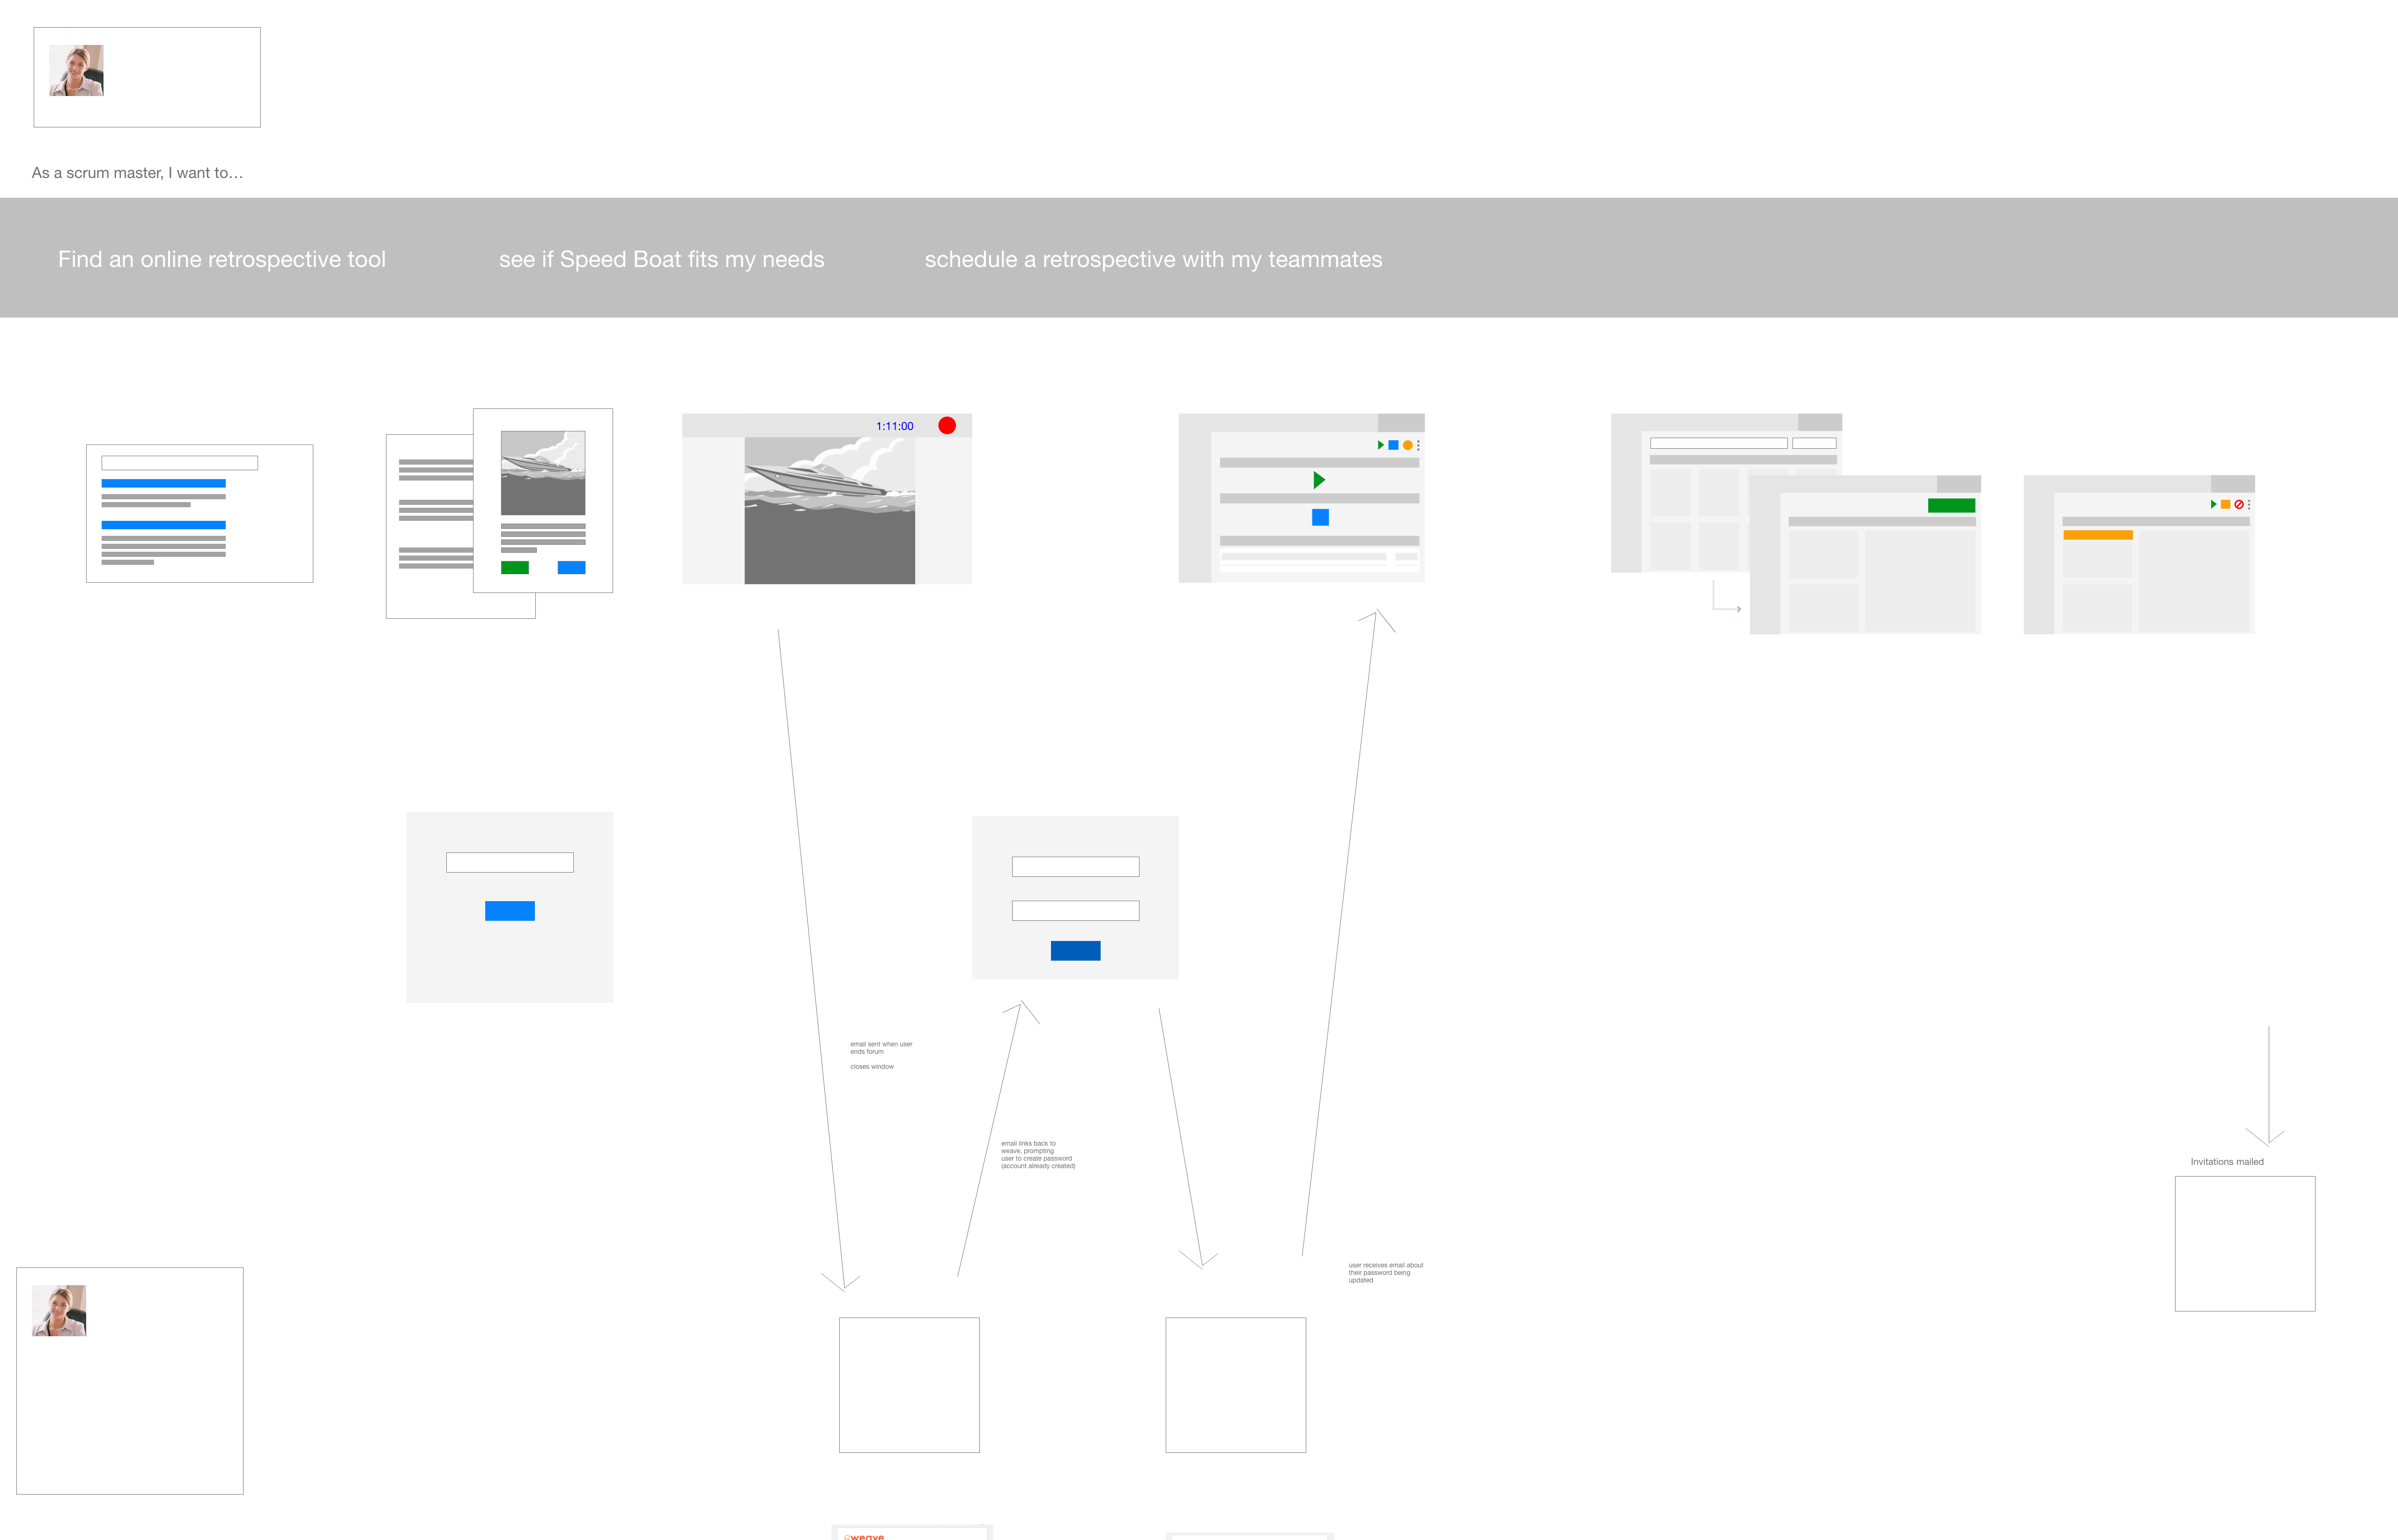 As a scrum master, I want to…
Find an online retrospective tool
see if Speed Boat fits my needs
schedule a retrospective with my teammates
1:11:00
email sent when user
ends forum
closes window
email links back to
weave, prompting
user to create password
(account already created)
Invitations mailed
user receives email about
their password being
updated
weave